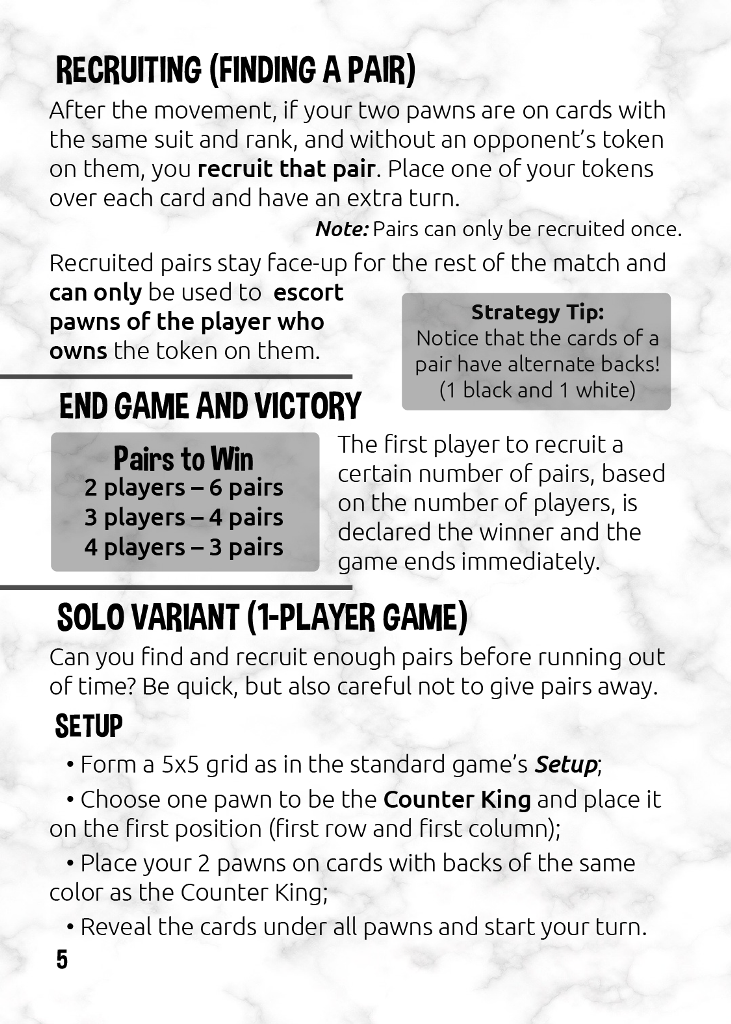 RECRUITING (FINDING A PAIR)
After the movement, if your two pawns are on cards with
the same suit and rank, and without an opponent's token
on them, you recruit that pair. Place one of your tokens
over each card and have an extra turn.
Note: Pairs can only be recruited once.
Recruited pairs stay face-up for the rest of the match and
can only be used to escort
pawns of the player who
owns the token on them.
Strategy Tip:
Notice that the cards of a
pair have alternate backs!
(1 black and 1 white)
END GAME AND VICTORY
Pairs to Win
2 players – 6 pairs
3 players – 4 pairs
4 players – 3 pairs
The first player to recruit a
certain number of pairs, based
on the number of players, is
declared the winner and the
game ends immediately.
SOLO VARIANT (1-PLAYER GAME)
Can you find and recruit enough pairs before running out
of time? Be quick, but also careful not to give pairs away.
SETUP
• Form a 5x5 grid as in the standard game's Setup;
• Choose one pawn to be the Counter King and place it
on the first position (first row and first column);
• Place your 2 pawns on cards with backs of the same
color as the Counter King;
• Reveal the cards under all pawns and start your turn.
5